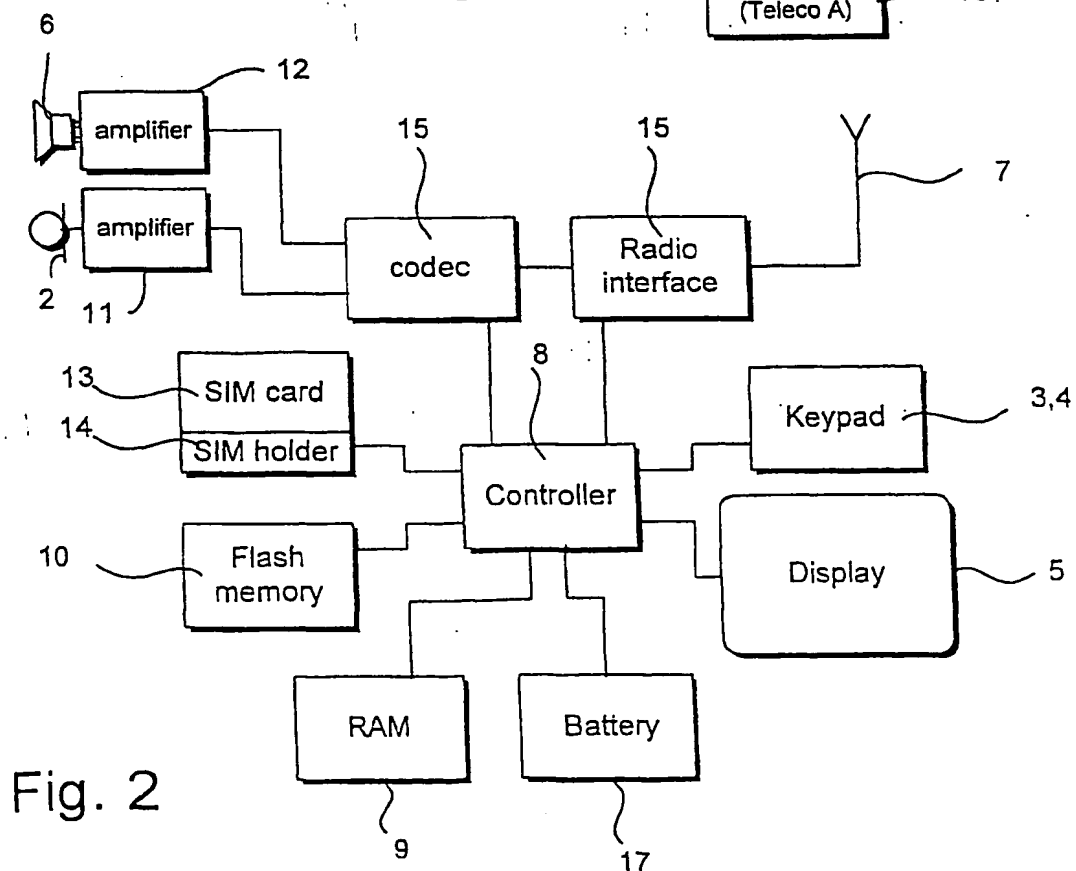 (Teleco A)
6
12
amplifier
15
15
7
amplifier
2
11
codec
Radio
interface
13
SIM card
14
SIM holder
8
Controller
Keypad
3,4
10
Flash
memory
Display
5
RAM
Battery
Fig. 2
9
17